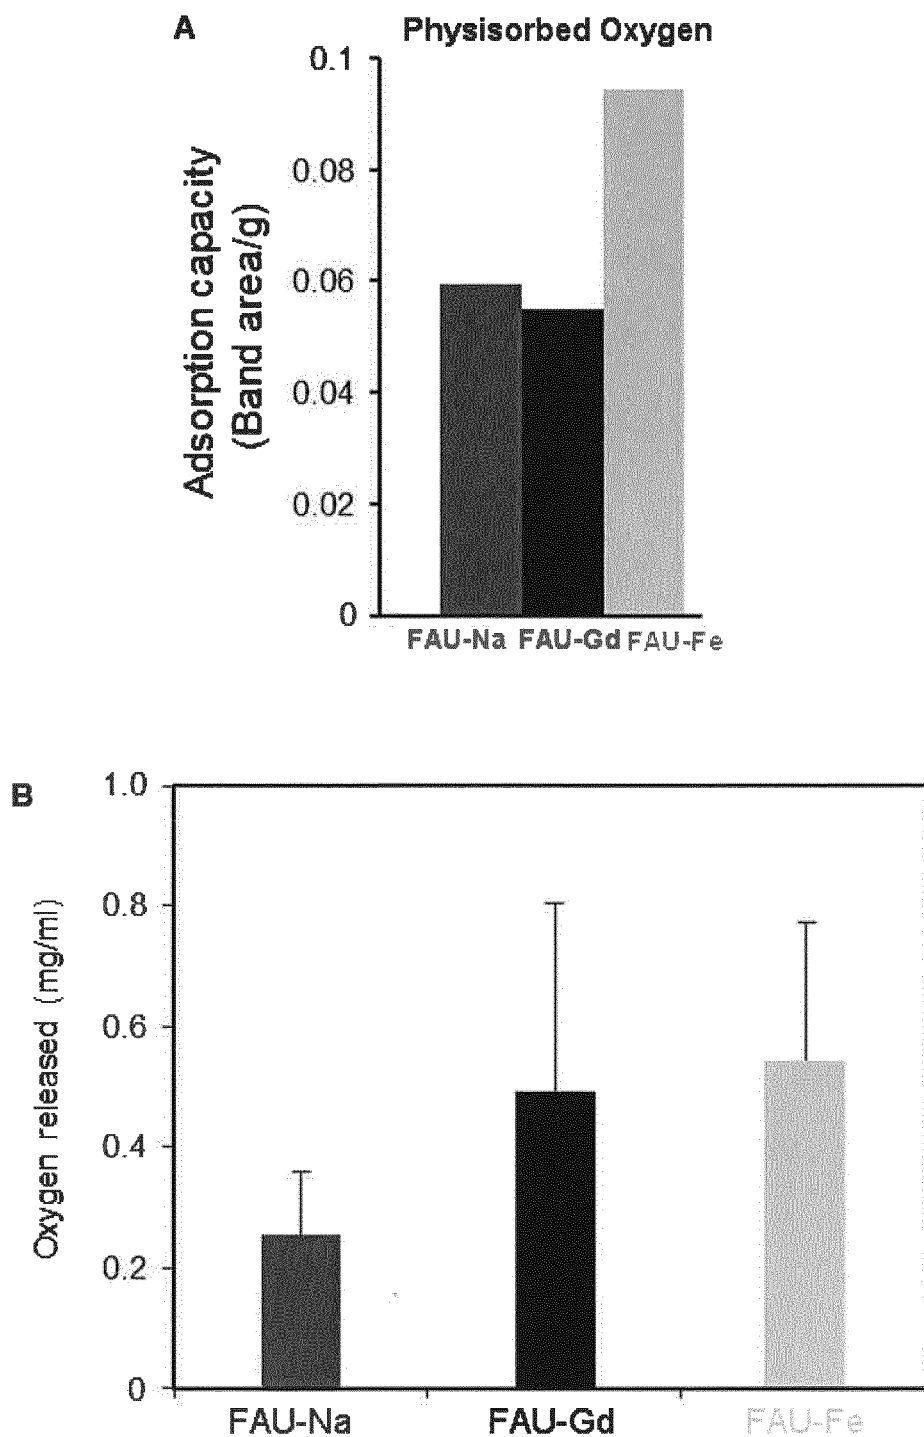 A
Physisorbed Oxygen
Adsorption capacity
(Band area/g)
0.1
0.08
0.06
0.04
0.02
0
FAU-Na FAU-Gd FAU-Fe
B
Oxygen released (mg/ml)
1.0
0.8
0.6
0.4
0.2
0
FAU-Na FAU-Gd FAU-Fe